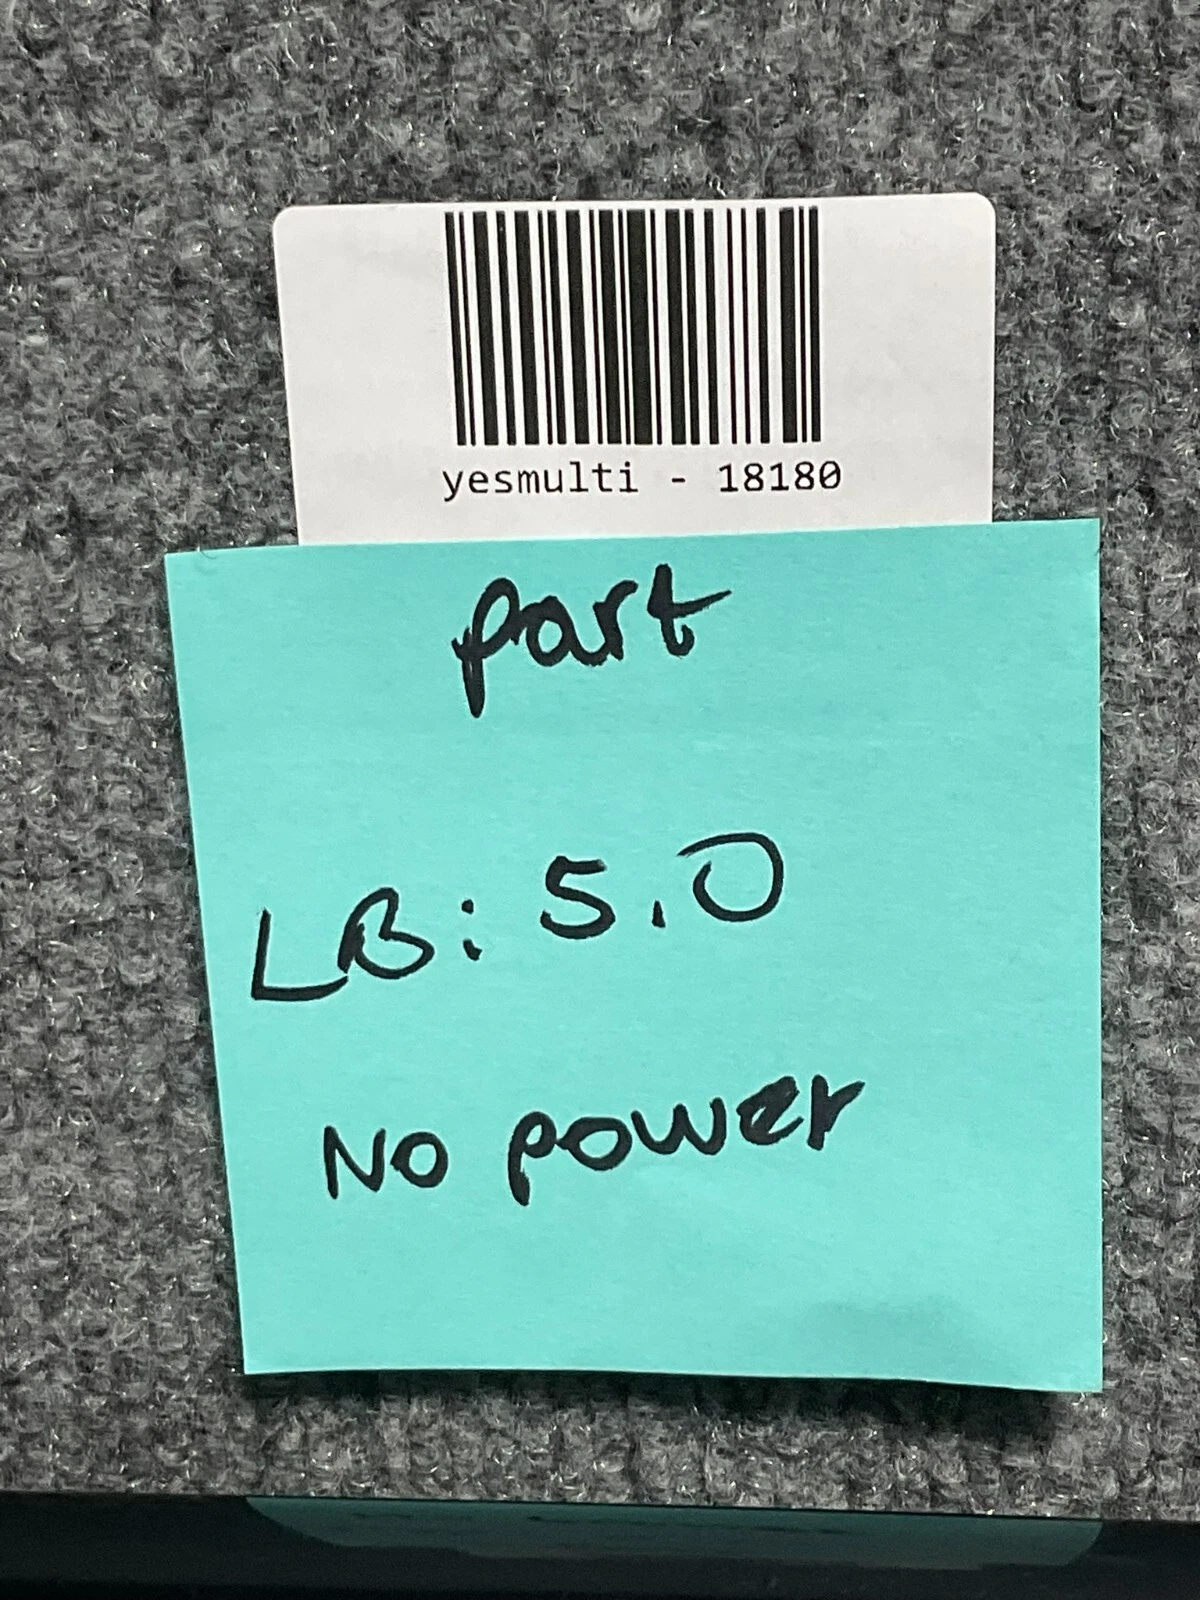 yesmulti - 18180
part
LB: 5.0
No power